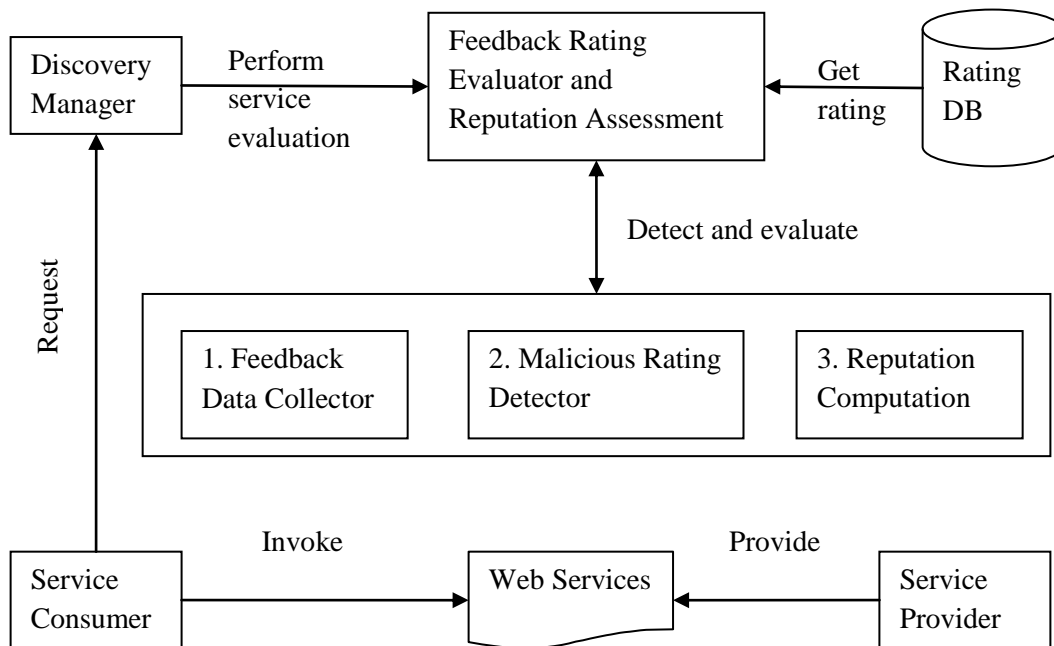 Discovery
Manager
Perform
service
evaluation
Feedback Rating
Evaluator and
Reputation Assessment
Get
rating
Rating
DB
Detect and evaluate
Request
1. Feedback
Data Collector
2. Malicious Rating
Detector
3. Reputation
Computation
Invoke
Provide
Service
Consumer
Web Services
Service
Provider